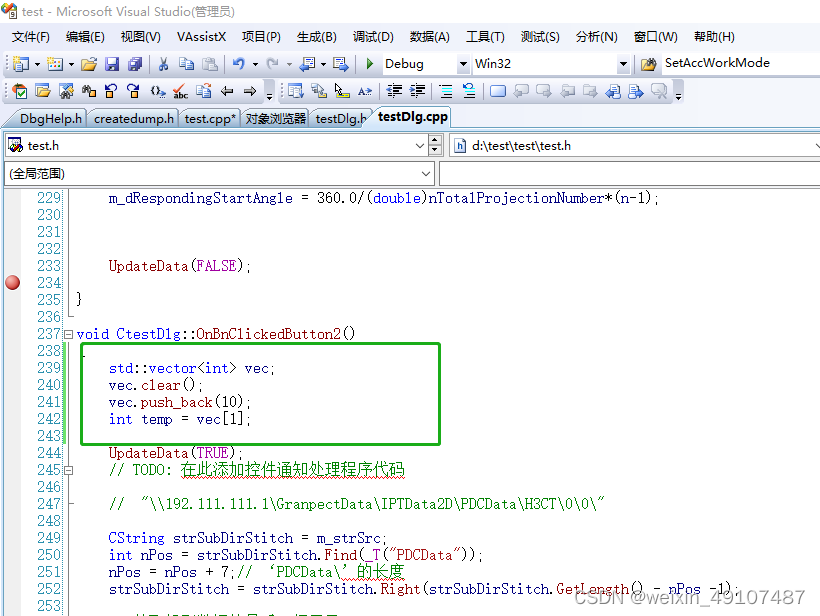 test - Microsoft Visual Studio(管理员)
文件(F) 编辑(E) 视图(V) VAssistX 项目(P) 生成(B) 调试(D) 数据(A) 工具(T) 测试(S) 分析(N) 窗口(W) 帮助(H)
Debug Win32 SetAccWorkMode
DbgHelp.h createdump.h test.cpp* 对象浏览器 testDlg.h testDlg.cpp
test.h d:\test\test\test.h
(全局范围)
229 m_dRespondingStartAngle = 360.0/(double)nTotalProjectionNumber*(n-1);
230
231
232
233 UpdateData(FALSE);
234
235 }
236
237 void CtestDlg::OnBnClickedButton2()
238
239 std::vector<int> vec;
240 vec.clear();
241 vec.push_back(10);
242 int temp = vec[1];
243
244 UpdateData(TRUE);
245 // TODO: 在此添加控件通知处理程序代码
246
247 // "\\192.111.111.1\GranpectData\IPTData2D\PDCData\H3CT\0\0\"
248
249 CString strSubDirStitch = m_strSrc;
250 int nPos = strSubDirStitch.Find(_T("PDCData"));
251 nPos = nPos + 7;// ‘PDCData\’的长度
252 strSubDirStitch = strSubDirStitch.Right(strSubDirStitch.GetLength() - nPos -1);
253
CSDN @weixin_49107487